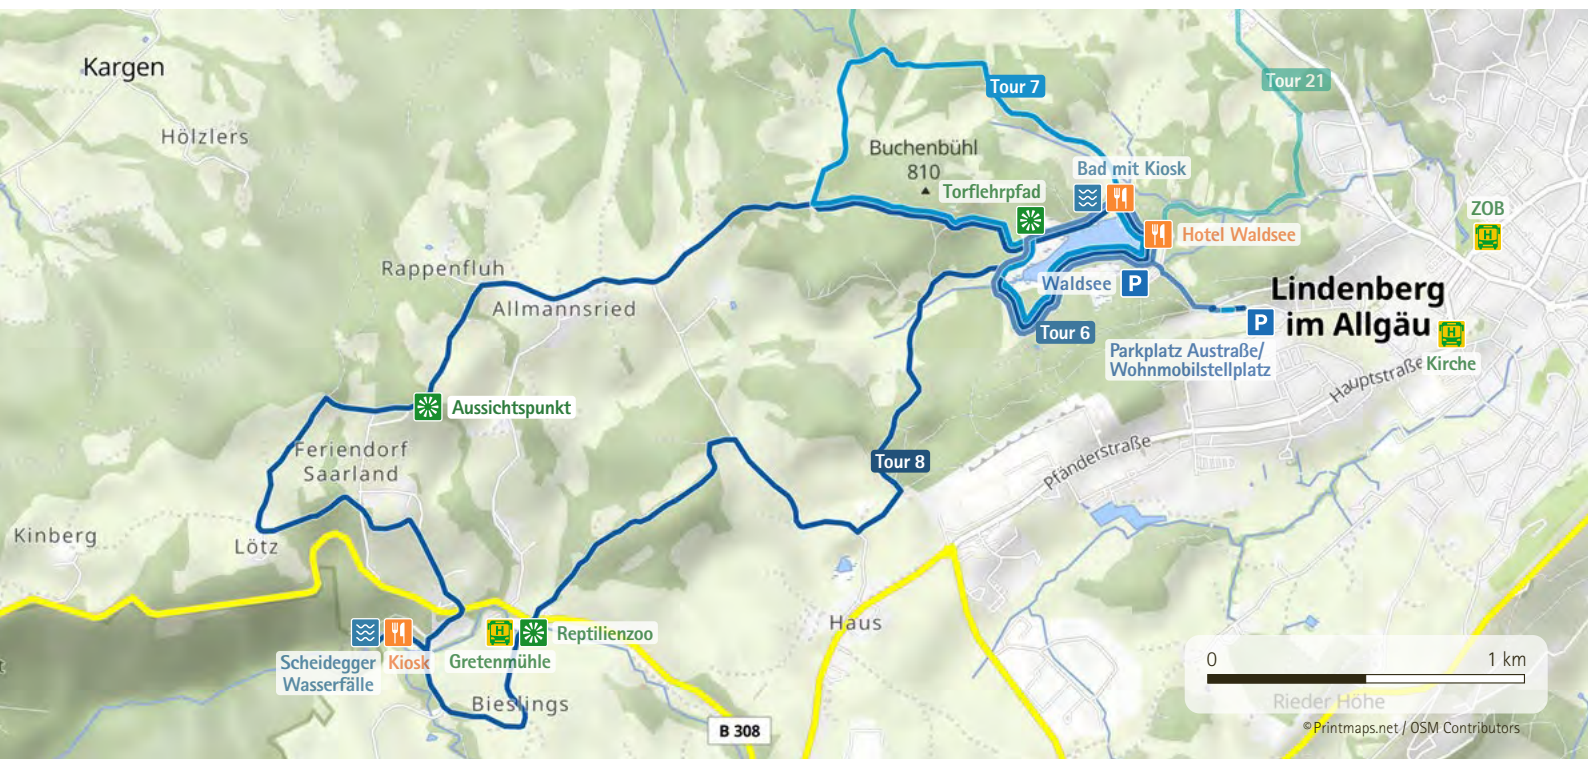 Kargen
Hölzlers
Tour 7
Tour 21
Buchenbühl
810
Bad mit Kiosk
Torflehrpfad
ZOB
H
Hotel Waldsee
Rappenfluh
Allmannsried
Waldsee
P
Lindenberg
im Allgäu
P
H
Kirche
Tour 6
Parkplatz Austraße/
Wohnmobilstellplatz
Hauptstraße
Aussichtspunkt
Feriendorf
Saarland
Tour 8
Pfänderstraße
Kinberg
Lötz
Haus
H
Reptilienzoo
Scheidegger
Wasserfälle
Kiosk
Gretenmühle
Bieslings
B 308
0
1 km
Rieder Höhe
©Printmaps.net / OSM Contributors